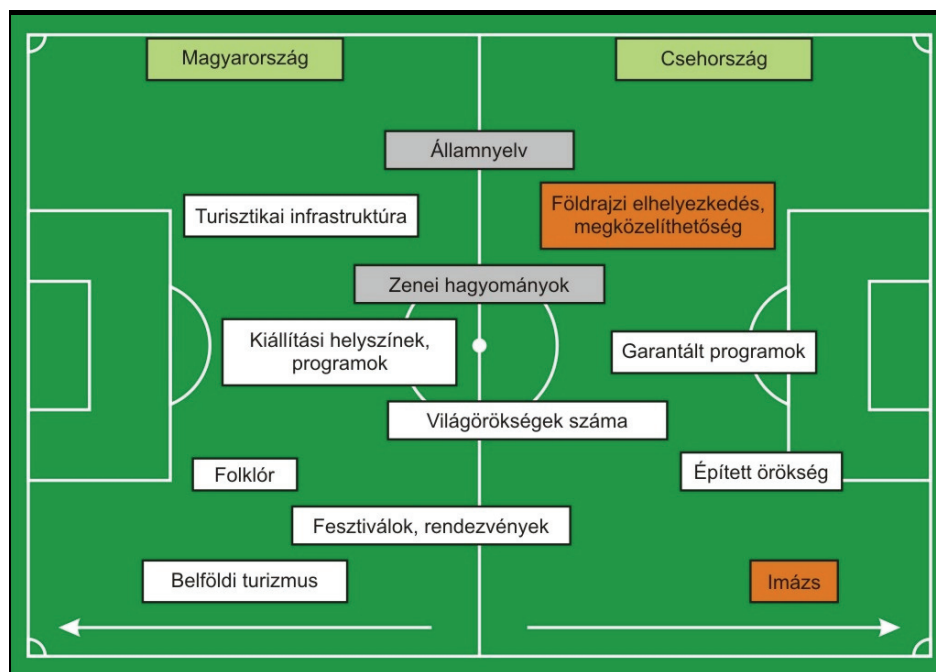 Magyarország
Csehország
Államnyelv
Turisztikai infrastruktúra
Földrajzi elhelyezkedés,
megközelíthetőség
Zenei hagyományok
Kiállítási helyszínek,
programok
Garantált programok
Világörökségek száma
Folklór
Épített örökség
Fesztiválok, rendezvények
Belföldi turizmus
Imázs